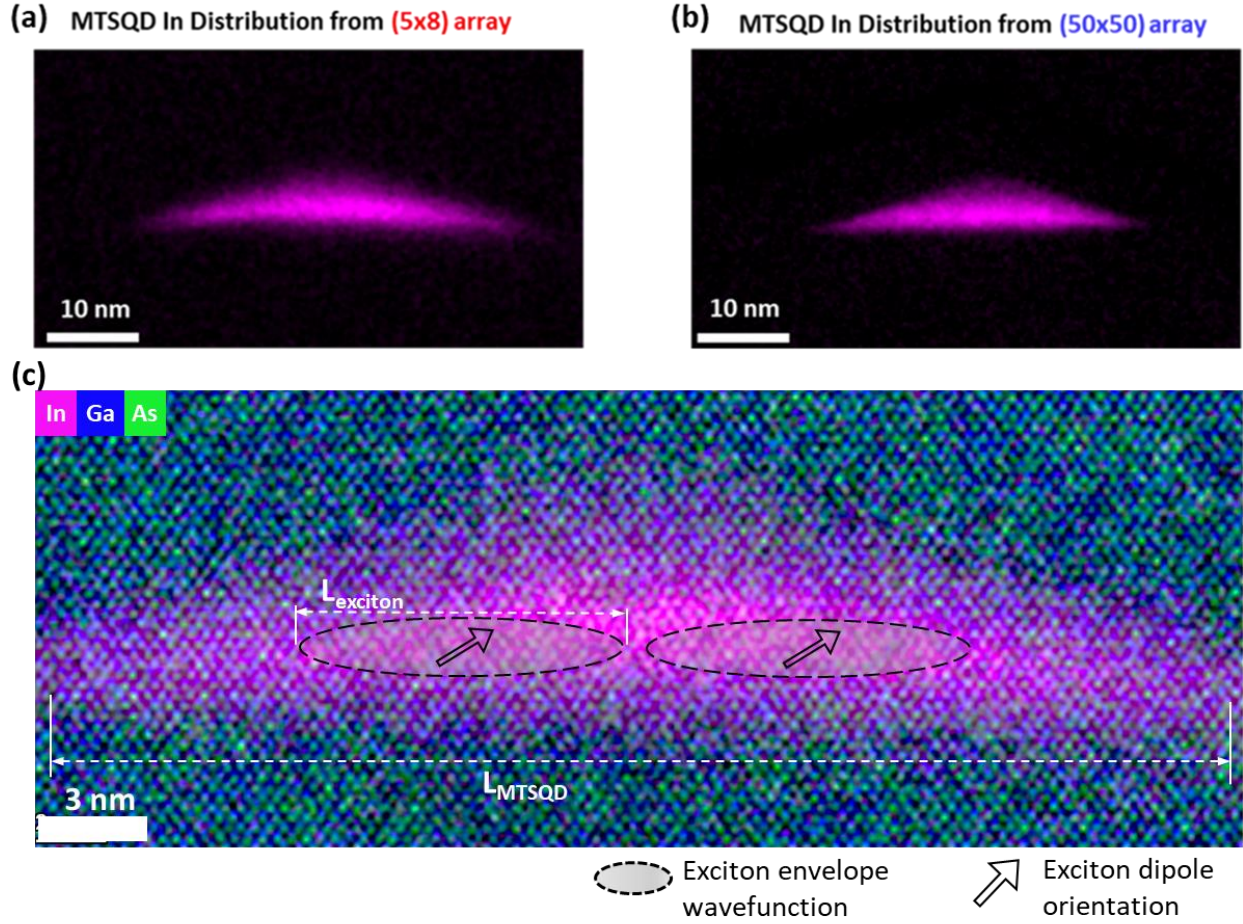 (a) MTSQD In Distribution from (5x8) array
10 nm
(b) MTSQD In Distribution from (50x50) array
10 nm
(c)
In Ga As
Lexciton
LMTSQD
3 nm
Exciton envelope
wavefunction
Exciton dipole
orientation